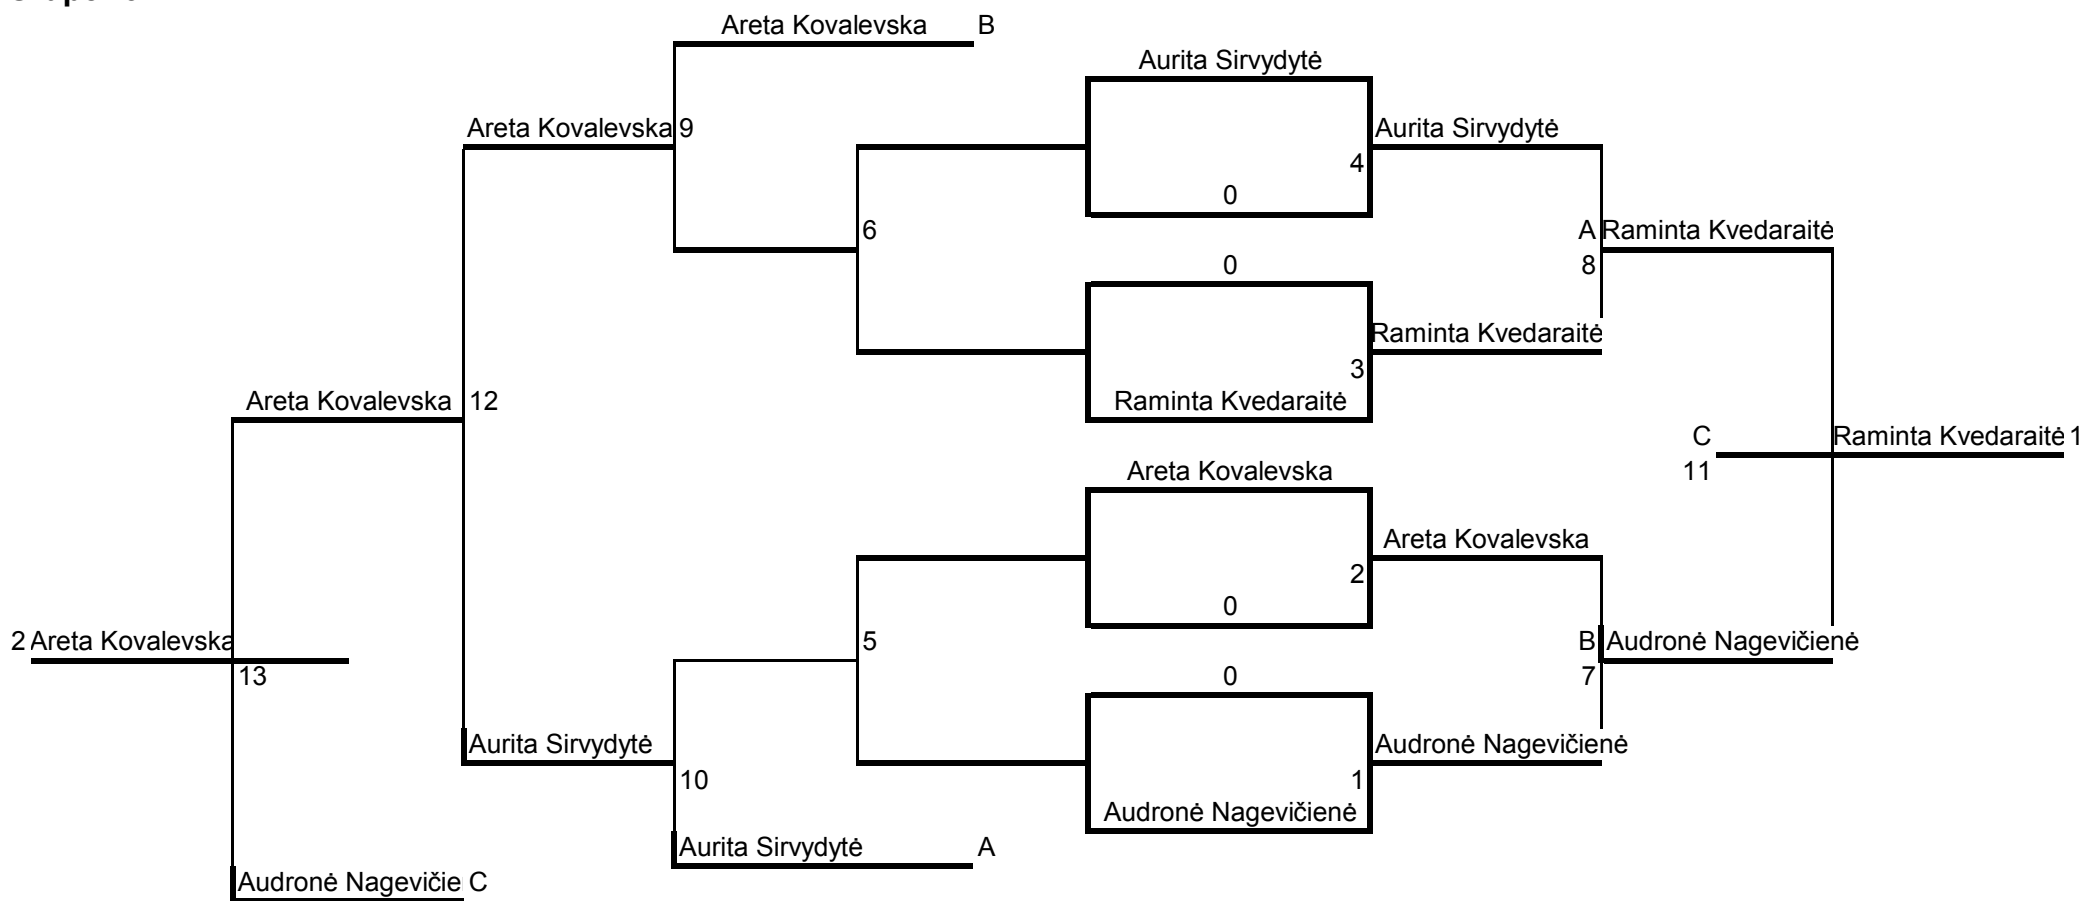 Areta Kovalevska B
Aurita Sirvydytė
Areta Kovalevska 9
Aurita Sirvydytė
4
0
6
A Raminta Kvedaraitė
0
8
Raminta Kvedaraitė
3
Areta Kovalevska 12
Raminta Kvedaraitė
C Raminta Kvedaraitė 1
11
Areta Kovalevska
Areta Kovalevska
2
0
2 Areta Kovalevska
5
B Audronė Nagevičienė
13
0
7
Aurita Sirvydytė
Audronė Nagevičienė
10
1
Audronė Nagevičienė
Aurita Sirvydytė A
Audronė Nagevičie C